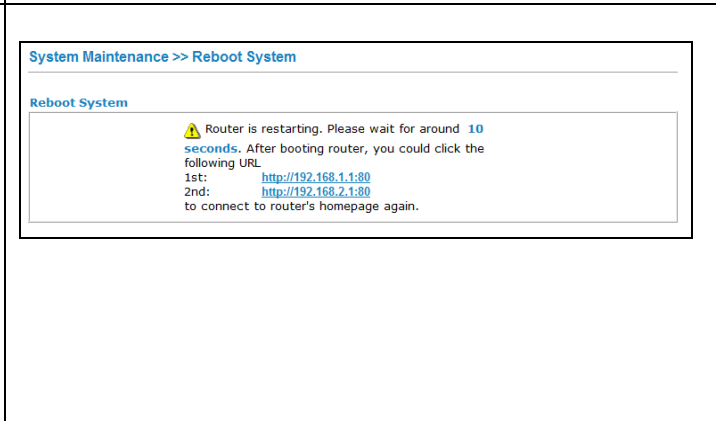 System Maintenance >> Reboot System
Reboot System
Router is restarting. Please wait for around 10
seconds. After booting router, you could click the
following URL
1st: http://192.168.1.1:80
2nd: http://192.168.2.1:80
to connect to router's homepage again.